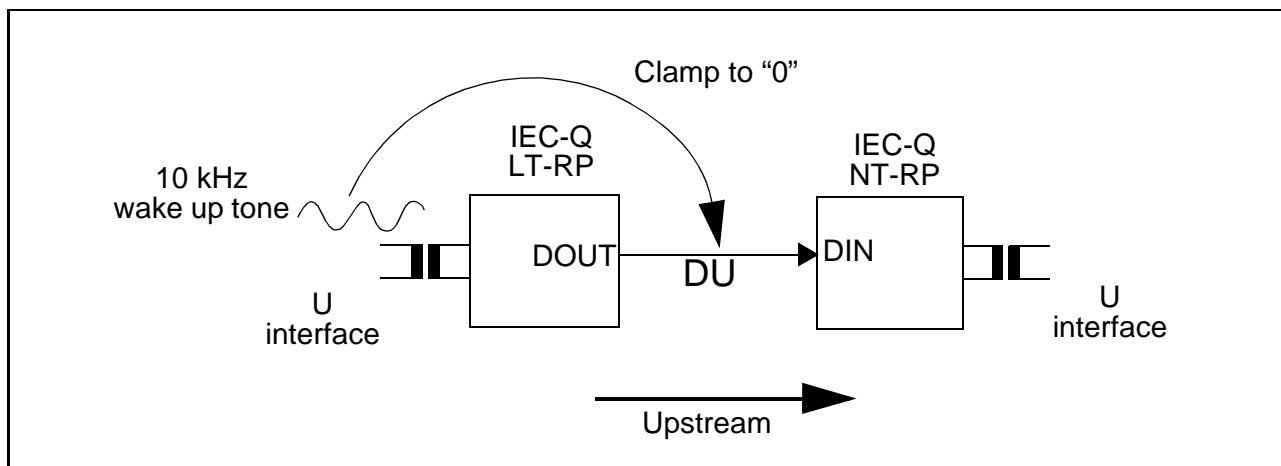 Clamp to “0”
IEC-Q
LT-RP
IEC-Q
NT-RP
10 kHz
wake up tone
DOUT
DU
DIN
U
interface
U
interface
Upstream